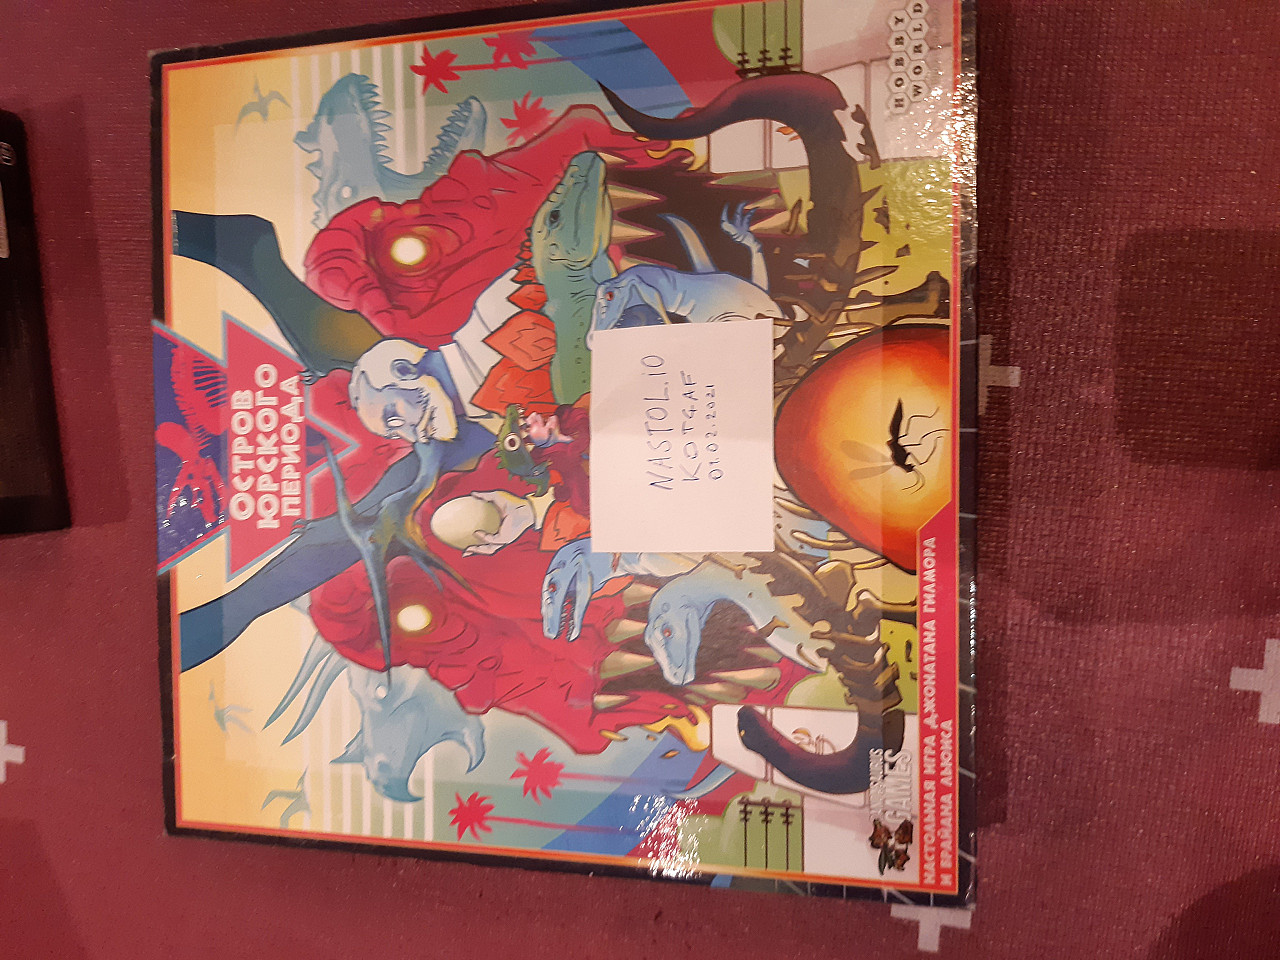 HOBBY
WORLD
ОСТРОВ
ЮРСКОГО
ПЕРИОДА
NASTOL.IO
KOTGAF
01.02.2021
GAMES
НАСТОЛЬНАЯ ИГРА ДЖОНАТАНА ГИЛМОРА
И БРАЙАНА ЛЬЮИСА